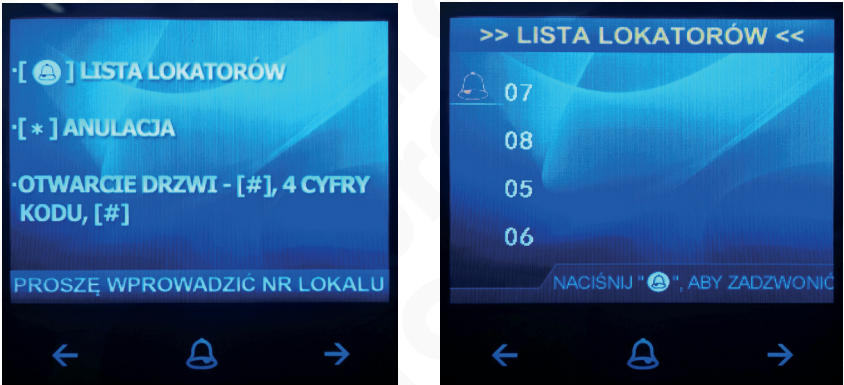 ·[ 🔔 ] LISTA LOKATORÓW
·[ * ] ANULACJA
·OTWARCIE DRZWI - [#], 4 CYFRY
KODU, [#]
PROSZĘ WPROWADZIĆ NR LOKALU
>> LISTA LOKATORÓW <<
07
08
05
06
NACIŚNIJ "🔔", ABY ZADZWONIĆ